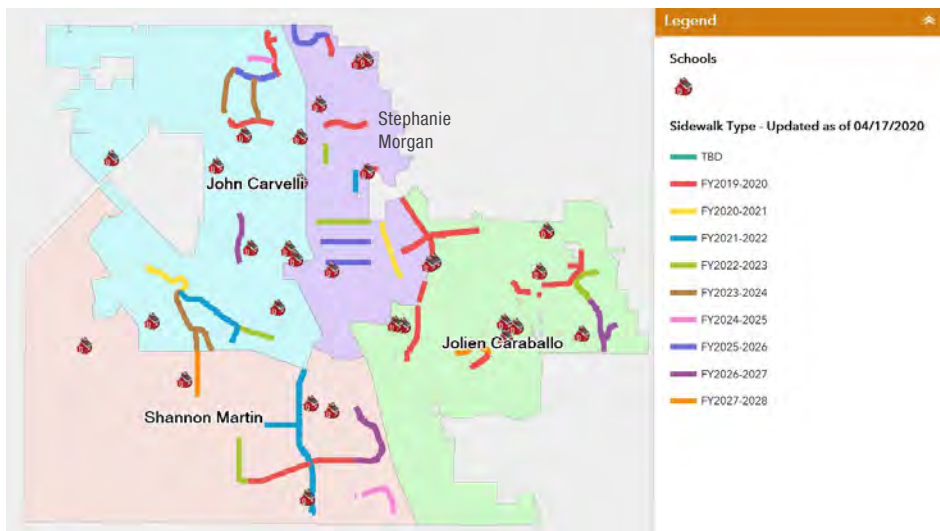 Stephanie
Morgan
John Carvelli
Jolien Caraballo
Shannon Martin
Legend
Schools
Sidewalk Type - Updated as of 04/17/2020
TBD
FY2019-2020
FY2020-2021
FY2021-2022
FY2022-2023
FY2023-2024
FY2024-2025
FY2025-2026
FY2026-2027
FY2027-2028